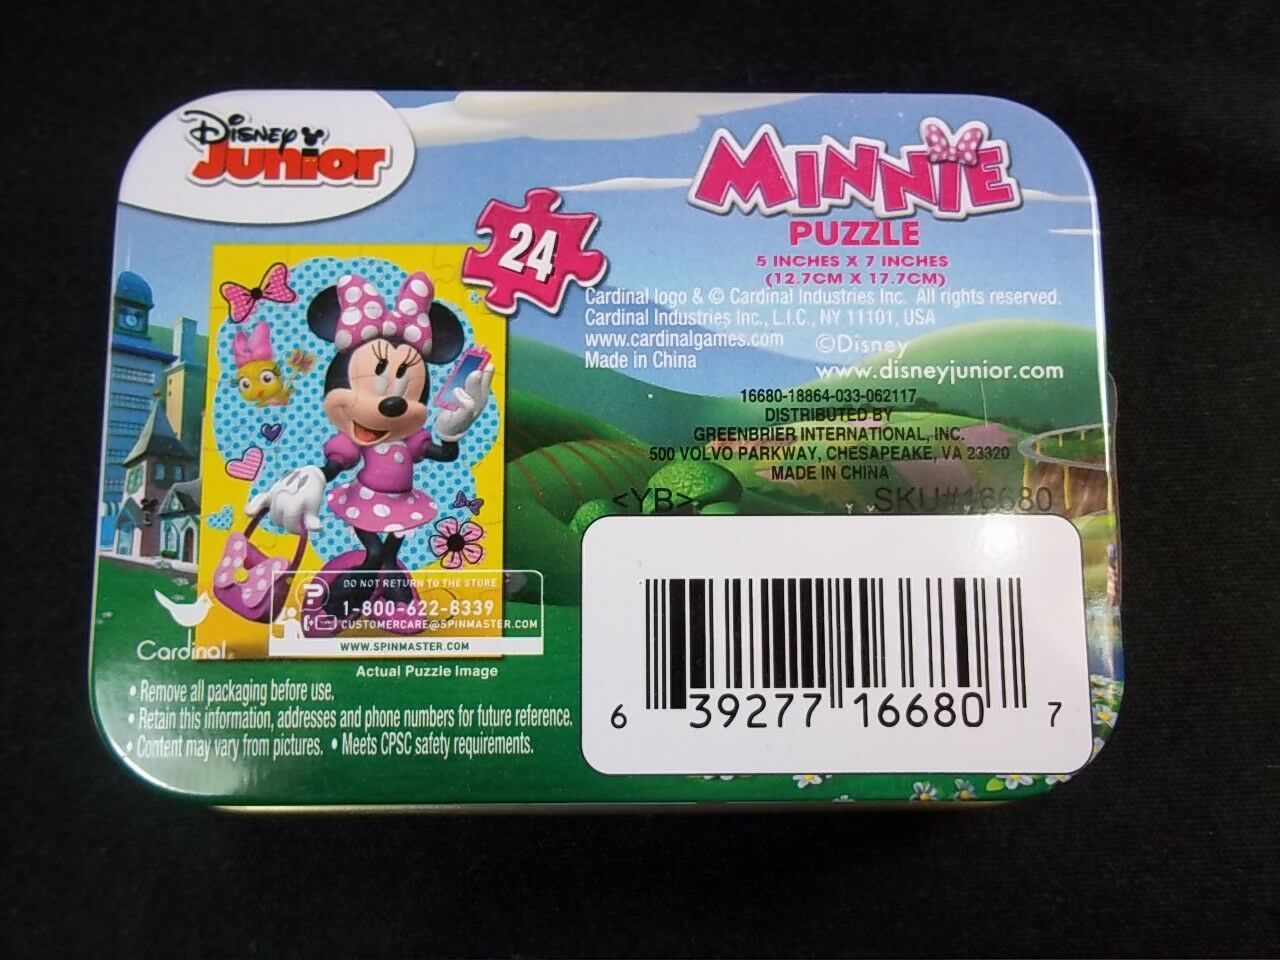 Disney
Junior
MINNIE
PUZZLE
5 INCHES X 7 INCHES
(12.7CM X 17.7CM)
24
Cardinal logo & © Cardinal Industries Inc. All rights reserved.
Cardinal Industries Inc., L.I.C., NY 11101, USA
www.cardinalgames.com ©Disney
Made in China www.disneyjunior.com
16680-18864-033-062117
DISTRIBUTED BY
GREENBRIER INTERNATIONAL, INC.
500 VOLVO PARKWAY, CHESAPEAKE, VA 23320
MADE IN CHINA
<YB> SKU#16680
DO NOT RETURN TO THE STORE
1-800-622-8339
CUSTOMERCARE@SPINMASTER.COM
WWW.SPINMASTER.COM
Cardinal®
Actual Puzzle Image
• Remove all packaging before use.
• Retain this information, addresses and phone numbers for future reference.
• Content may vary from pictures. • Meets CPSC safety requirements.
6 39277 16680 7